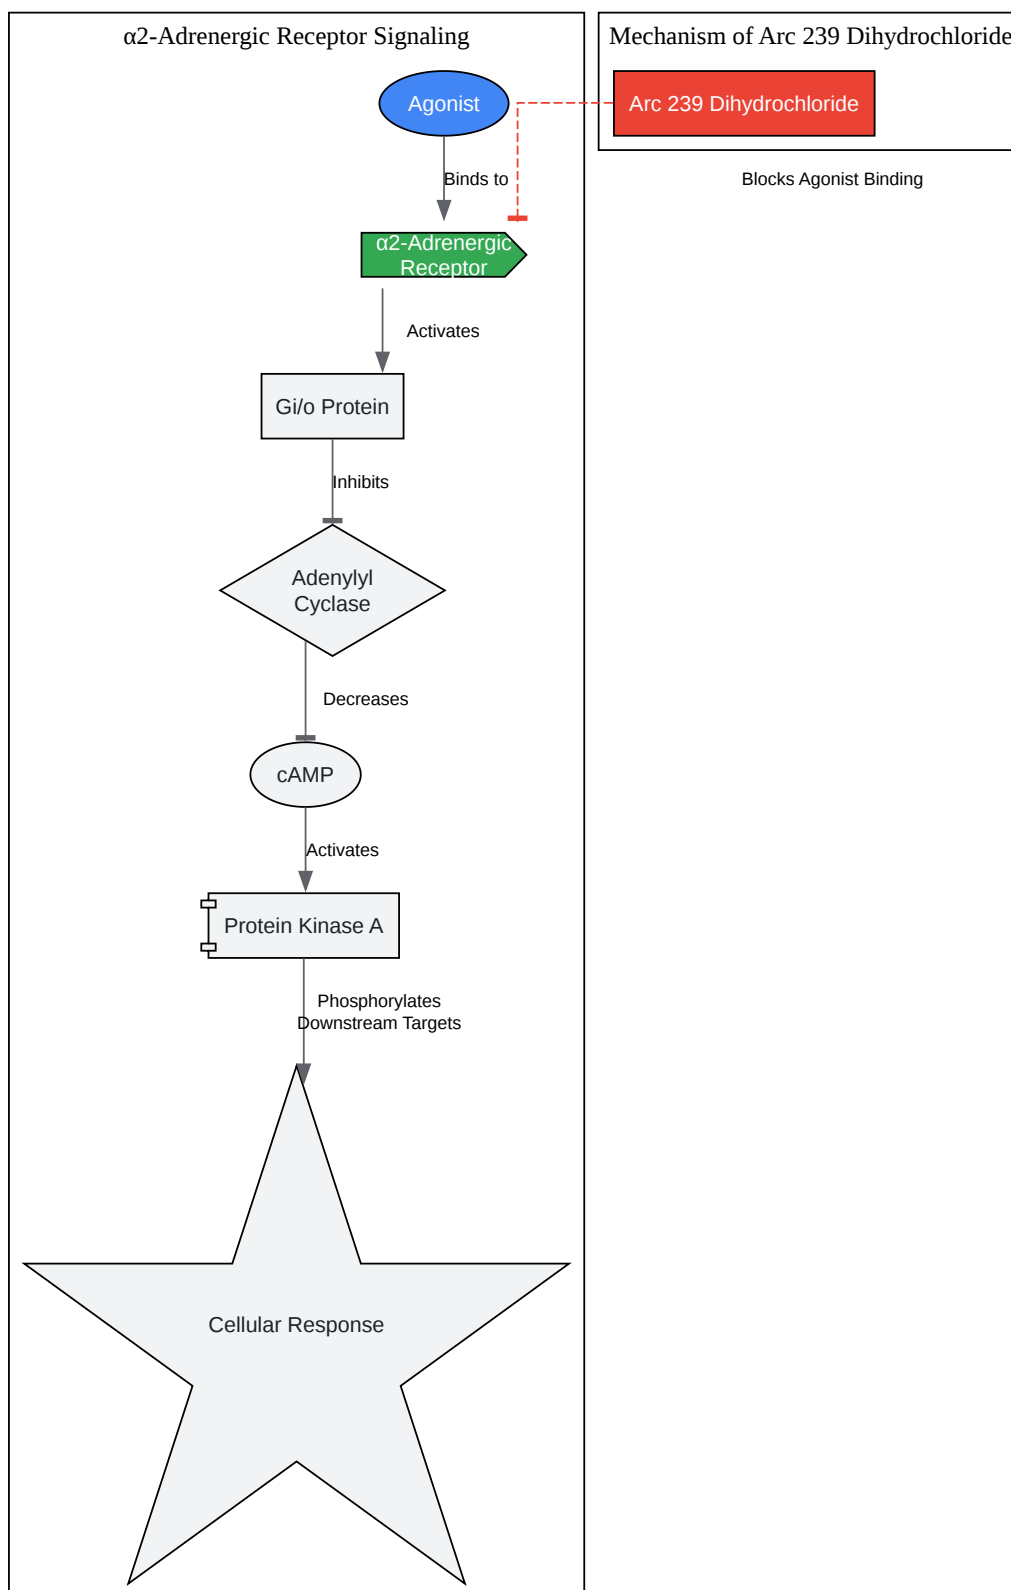 α2-Adrenergic Receptor Signaling
Mechanism of Arc 239 Dihydrochloride
Agonist
Arc 239 Dihydrochloride
Binds to
Blocks Agonist Binding
α2-Adrenergic
Receptor
Activates
Gi/o Protein
Inhibits
Adenylyl
Cyclase
Decreases
cAMP
Activates
Protein Kinase A
Phosphorylates
Downstream Targets
Cellular Response